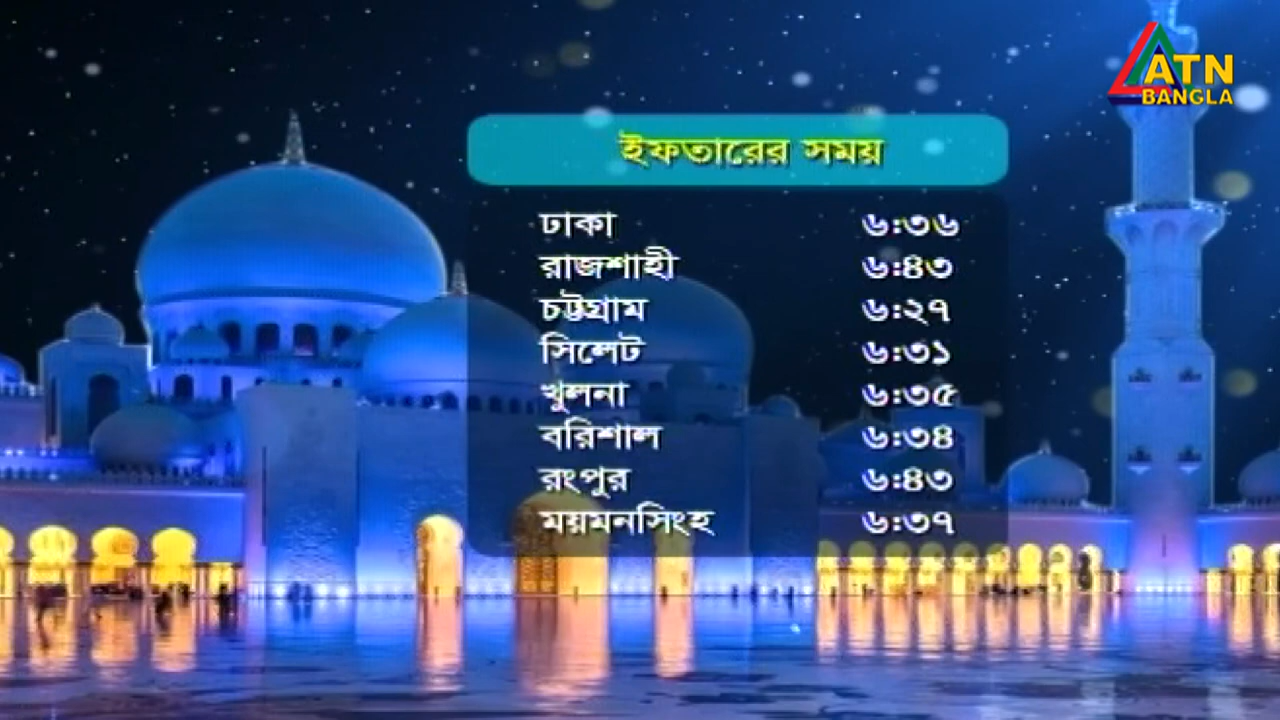 ATN
BANGLA
ইফতারের সময়
ঢাকা ৬:৩৬
রাজশাহী ৬:৪৩
চট্টগ্রাম ৬:২৭
সিলেট ৬:৩১
খুলনা ৬:৩৫
বরিশাল ৬:৩৪
রংপুর ৬:৪৩
ময়মনসিংহ ৬:৩৭